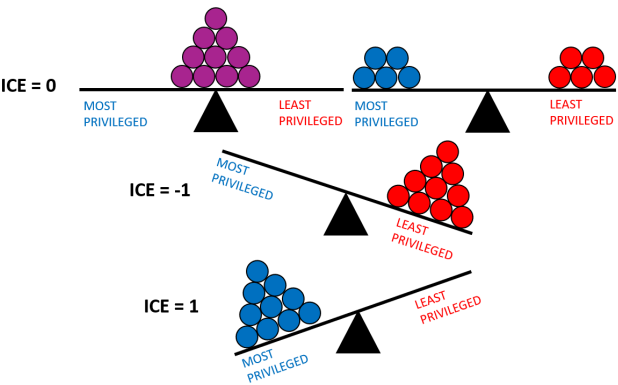 ICE = 0
MOST
PRIVILEGED
LEAST
PRIVILEGED
MOST
PRIVILEGED
LEAST
PRIVILEGED
ICE = -1
MOST
PRIVILEGED
LEAST
PRIVILEGED
ICE = 1
MOST
PRIVILEGED
LEAST
PRIVILEGED